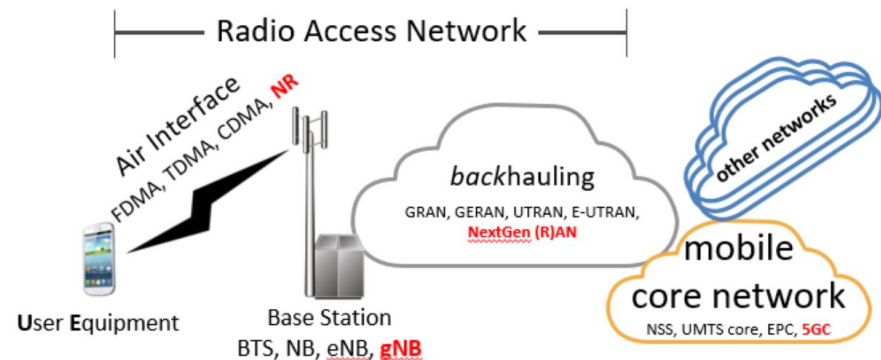 Radio Access Network
Air Interface
FDMA, TDMA, CDMA, NR
backhauling
GRAN, GERAN, UTRAN, E-UTRAN,
NextGen (R)AN
other networks
mobile
core network
NSS, UMTS core, EPC, 5GC
User Equipment
Base Station
BTS, NB, eNB, gNB